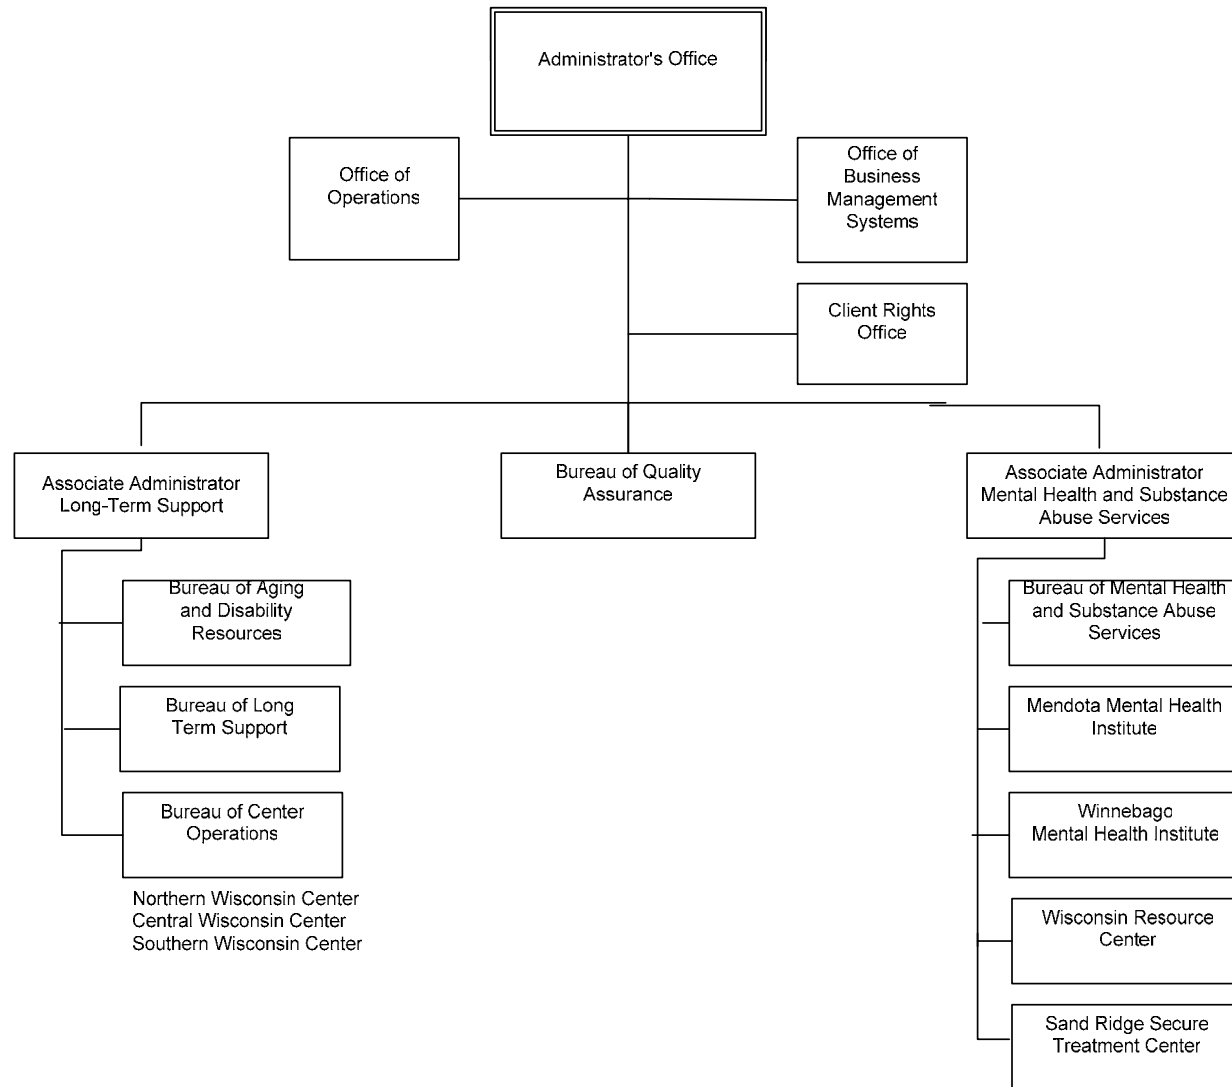 Administrator's Office
Office of
Operations
Office of
Business
Management
Systems
Client Rights
Office
Associate Administrator
Long-Term Support
Bureau of Quality
Assurance
Associate Administrator
Mental Health and Substance
Abuse Services
Bureau of Aging
and Disability
Resources
Bureau of Long
Term Support
Bureau of Center
Operations
Northern Wisconsin Center
Central Wisconsin Center
Southern Wisconsin Center
Bureau of Mental Health
and Substance Abuse
Services
Mendota Mental Health
Institute
Winnebago
Mental Health Institute
Wisconsin Resource
Center
Sand Ridge Secure
Treatment Center